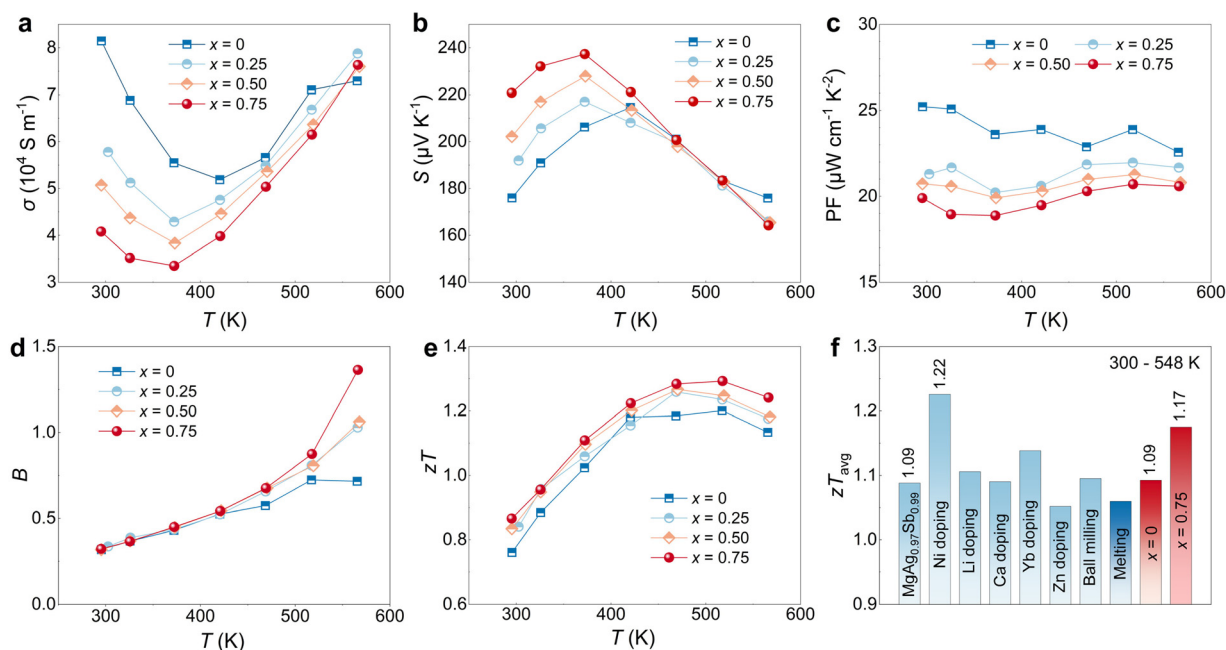 a
σ (10⁴ S m⁻¹)
8
7
6
5
4
3
x = 0
x = 0.25
x = 0.50
x = 0.75
300
400
500
600
T (K)
b
S (µV K⁻¹)
240
220
200
180
160
140
x = 0
x = 0.25
x = 0.50
x = 0.75
300
400
500
600
T (K)
c
PF (µW cm⁻¹ K⁻²)
30
25
20
15
x = 0
x = 0.25
x = 0.50
x = 0.75
300
400
500
600
T (K)
d
B
1.5
1.0
0.5
0.0
x = 0
x = 0.25
x = 0.50
x = 0.75
300
400
500
600
T (K)
e
zT
1.4
1.2
1.0
0.8
0.6
x = 0
x = 0.25
x = 0.50
x = 0.75
300
400
500
600
T (K)
f
zTavg
1.3
1.2
1.1
1.0
0.9
300 - 548 K
1.09
1.22
1.09
1.17
MgAg0.97Sb0.99
Ni doping
Li doping
Ca doping
Yb doping
Zn doping
Ball milling
Melting
x = 0
x = 0.75